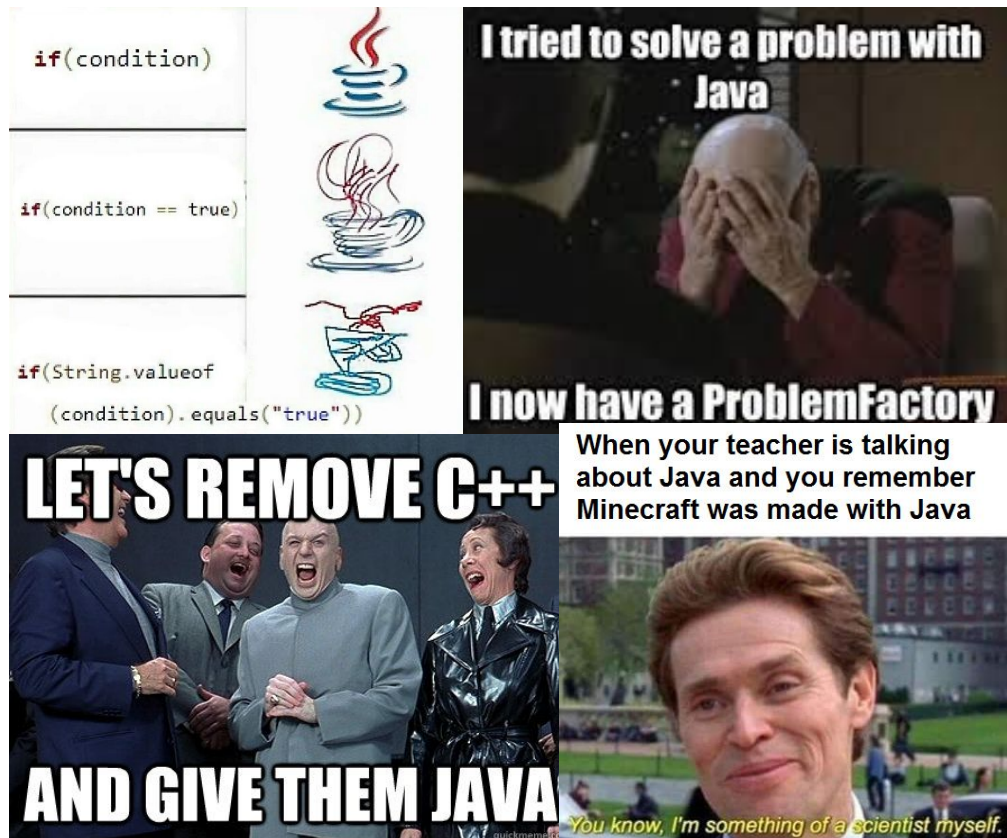 if(condition)
if(condition == true)
if(String.valueof
(condition).equals("true"))
I tried to solve a problem with
Java
I now have a ProblemFactory
LET'S REMOVE C++
AND GIVE THEM JAVA
When your teacher is talking
about Java and you remember
Minecraft was made with Java
You know, I'm something of a scientist myself